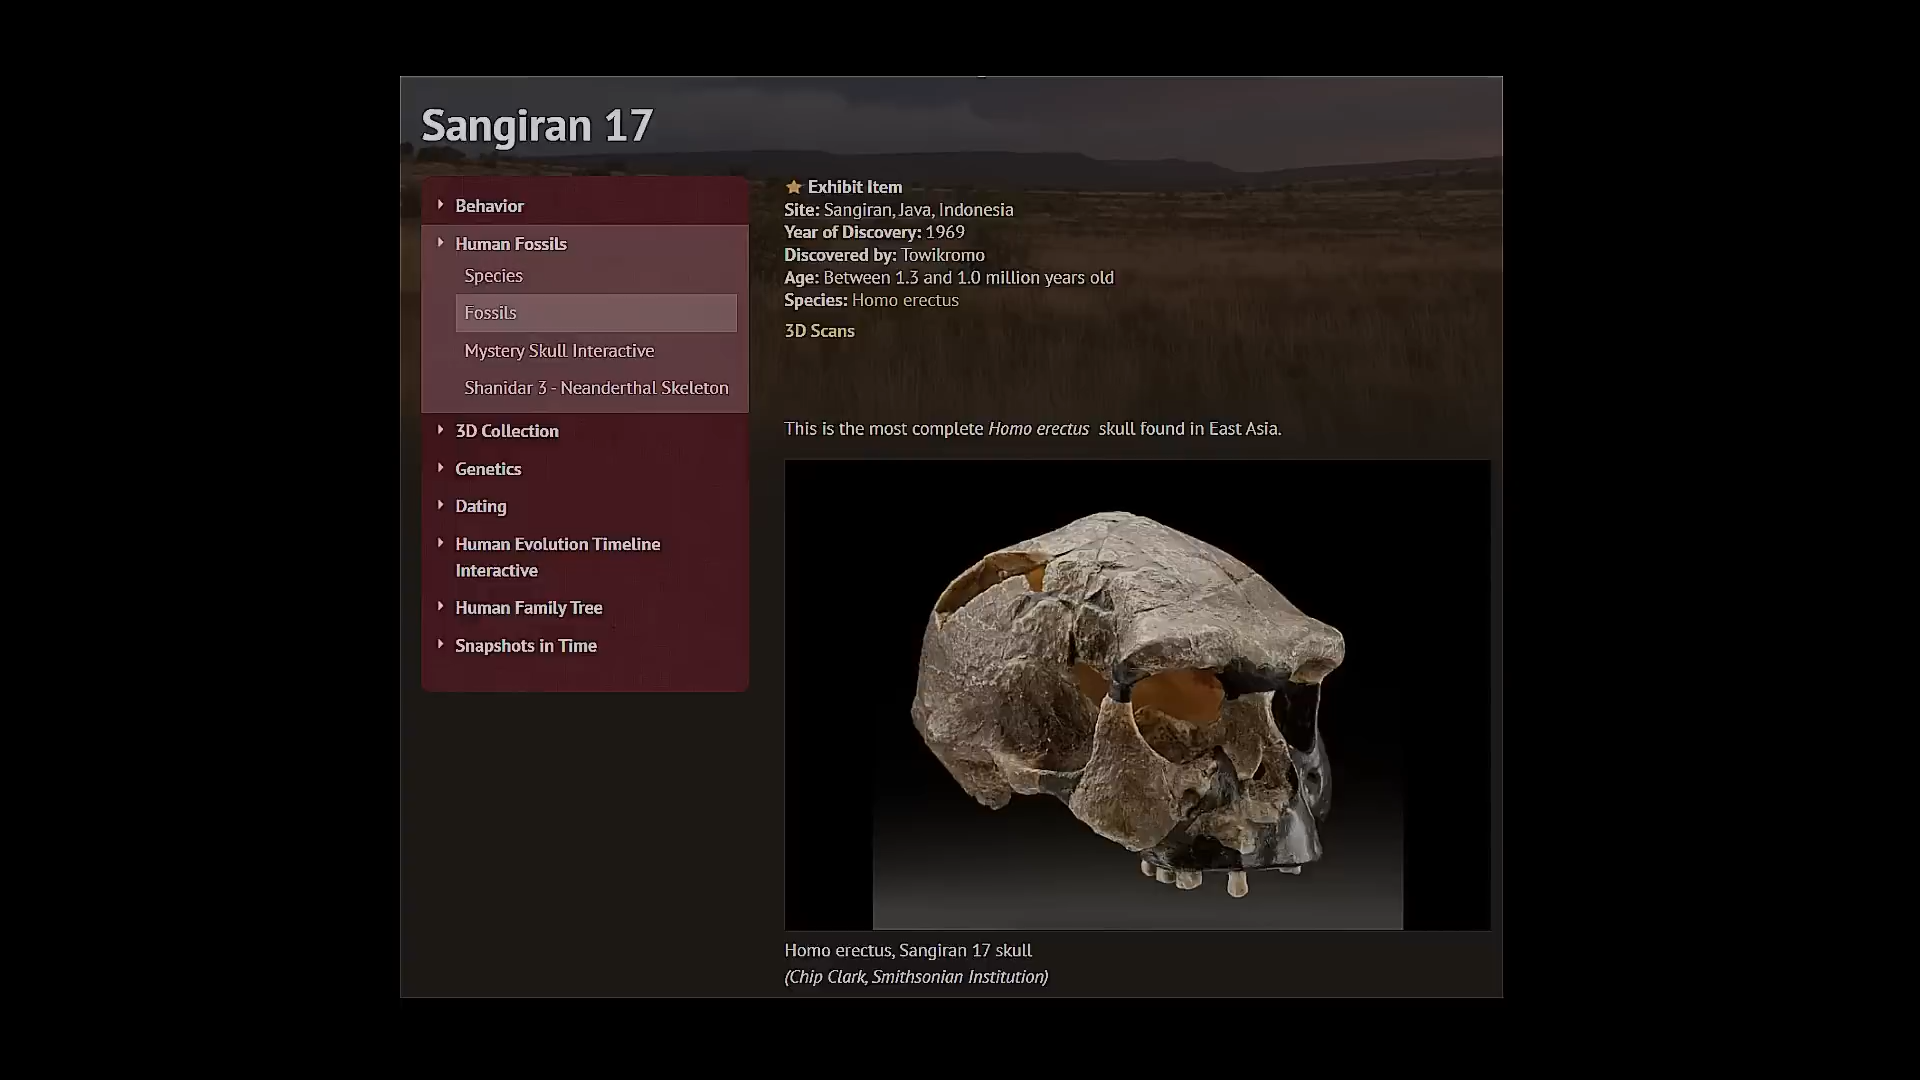 Sangiran 17
Behavior
Human Fossils
Species
Fossils
Mystery Skull Interactive
Shanidar 3 - Neanderthal Skeleton
3D Collection
Genetics
Dating
Human Evolution Timeline
Interactive
Human Family Tree
Snapshots in Time
Exhibit Item
Site: Sangiran, Java, Indonesia
Year of Discovery: 1969
Discovered by: Towikromo
Age: Between 1.3 and 1.0 million years old
Species: Homo erectus
3D Scans
This is the most complete Homo erectus skull found in East Asia.
Homo erectus, Sangiran 17 skull
(Chip Clark, Smithsonian Institution)